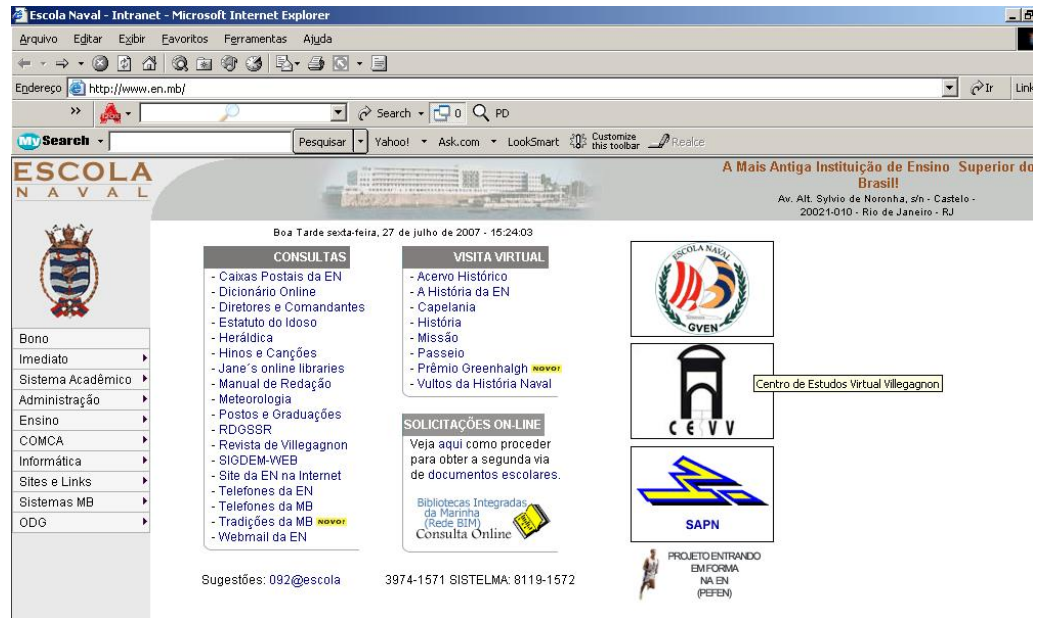 Escola Naval - Intranet - Microsoft Internet Explorer
Arquivo Editar Exibir Favoritos Ferramentas Ajuda
Endereço http://www.en.mb/ Ir Link
Search 0 PD
My Search Pesquisar Yahoo! Ask.com LookSmart Customize this toolbar Realce
ESCOLA
NAVAL
A Mais Antiga Instituição de Ensino Superior do
Brasil!
Av. Alt. Sylvio de Noronha, s/n - Castelo -
20021-010 - Rio de Janeiro - RJ
Boa Tarde sexta-feira, 27 de julho de 2007 - 15:24:03
Bono
Imediato
Sistema Acadêmico
Administração
Ensino
COMCA
Informática
Sites e Links
Sistemas MB
ODG
CONSULTAS
- Caixas Postais da EN
- Dicionário Online
- Diretores e Comandantes
- Estatuto do Idoso
- Heráldica
- Hinos e Canções
- Jane´s online libraries
- Manual de Redação
- Meteorologia
- Postos e Graduações
- RDGSSR
- Revista de Villegagnon
- SIGDEM-WEB
- Site da EN na Internet
- Telefones da EN
- Telefones da MB
- Tradições da MB NOVO!
- Webmail da EN
VISITA VIRTUAL
- Acervo Histórico
- A História da EN
- Capelania
- História
- Missão
- Passeio
- Prêmio Greenhalgh NOVO!
- Vultos da História Naval
SOLICITAÇÕES ON-LINE
Veja aqui como proceder
para obter a segunda via
de documentos escolares.
Bibliotecas Integradas
da Marinha
(Rede BIM)
Consulta Online
ESCOLA NAVAL
GVEN
Centro de Estudos Virtual Villegagnon
CEVV
SAPN
PROJETO ENTRANDO
EM FORMA
NA EN
(PEFEN)
Sugestões: 092@escola 3974-1571 SISTELMA: 8119-1572